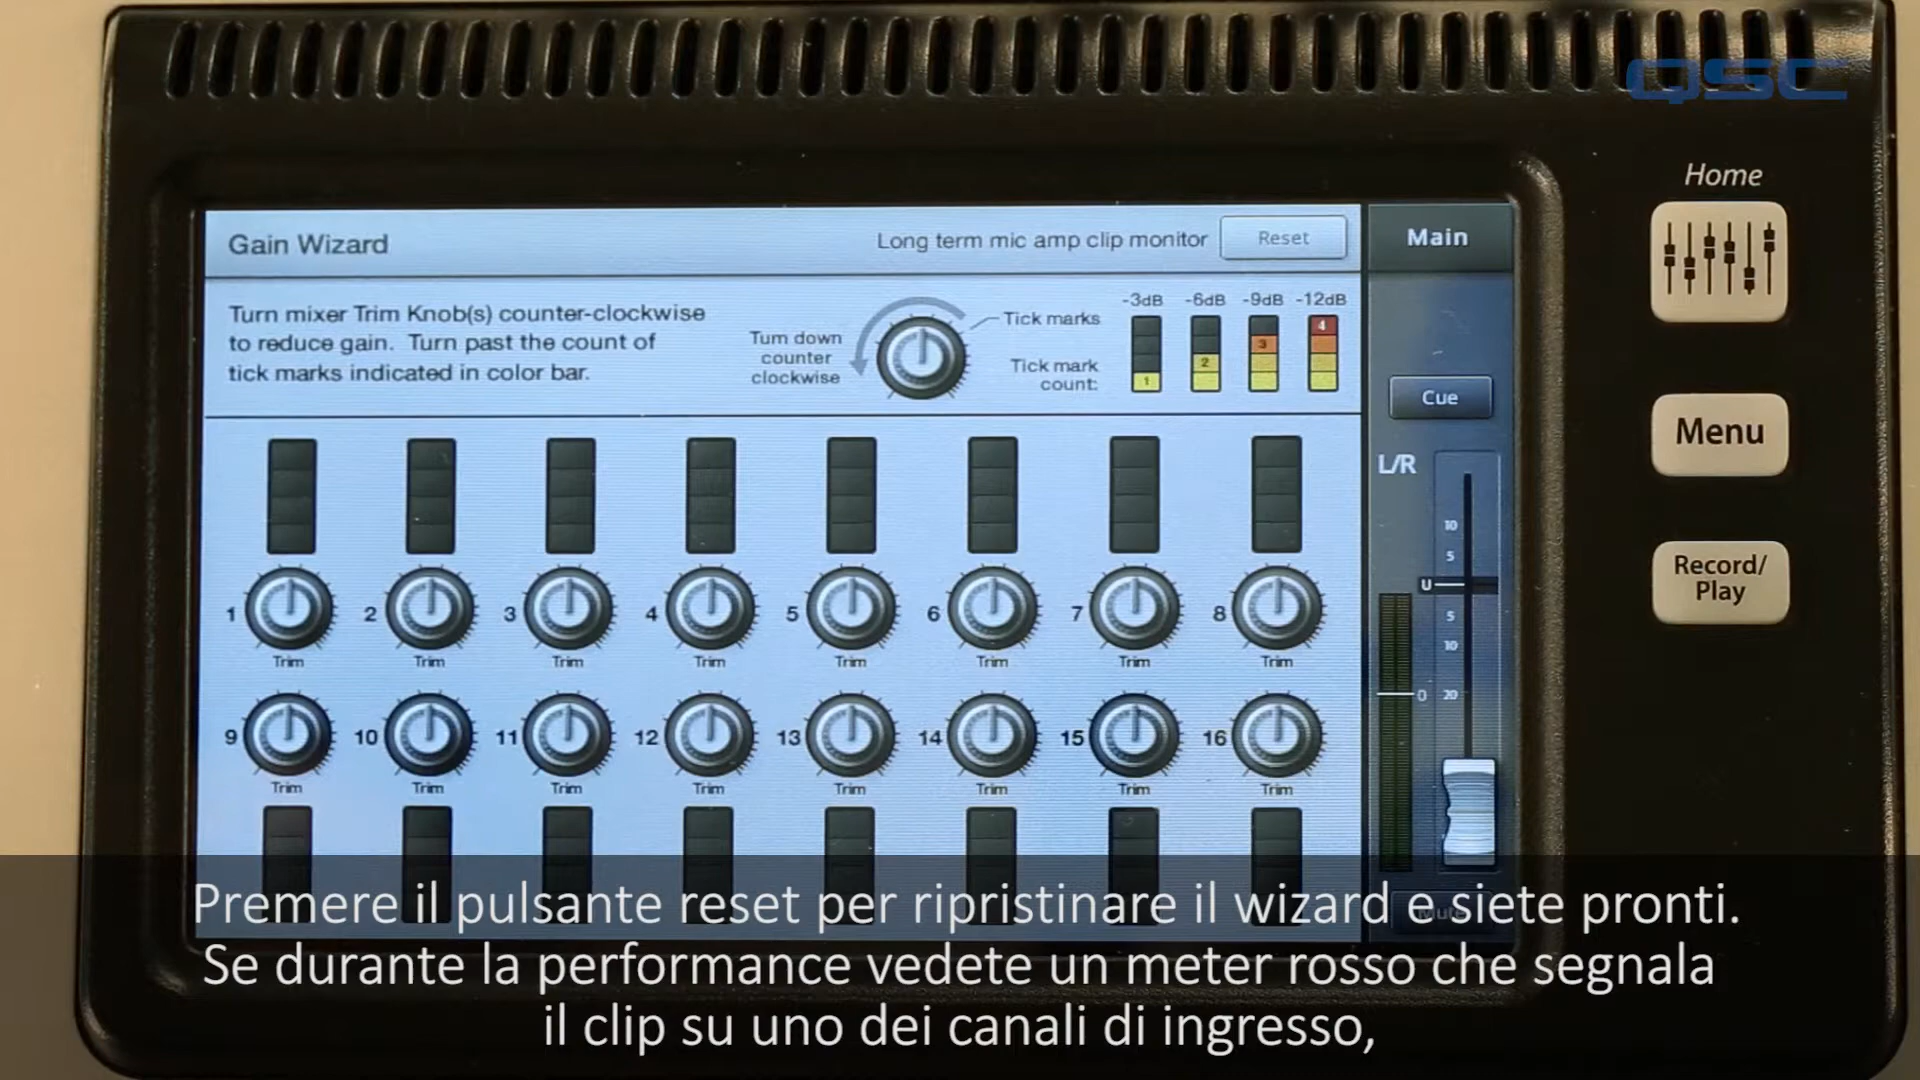 QSC
Home
Gain Wizard
Long term mic amp clip monitor
Reset
Main
Turn mixer Trim Knob(s) counter-clockwise
to reduce gain. Turn past the count of
tick marks indicated in color bar.
Turn down
counter
clockwise
Tick marks
Tick mark
count:
-3dB -6dB -9dB -12dB
1 2 3 4
Cue
Menu
L/R
10
5
U
5
10
0 20
Record/
Play
1 2 3 4 5 6 7 8
Trim Trim Trim Trim Trim Trim Trim Trim
9 10 11 12 13 14 15 16
Trim Trim Trim Trim Trim Trim Trim Trim
Mute
Premere il pulsante reset per ripristinare il wizard e siete pronti.
Se durante la performance vedete un meter rosso che segnala
il clip su uno dei canali di ingresso,